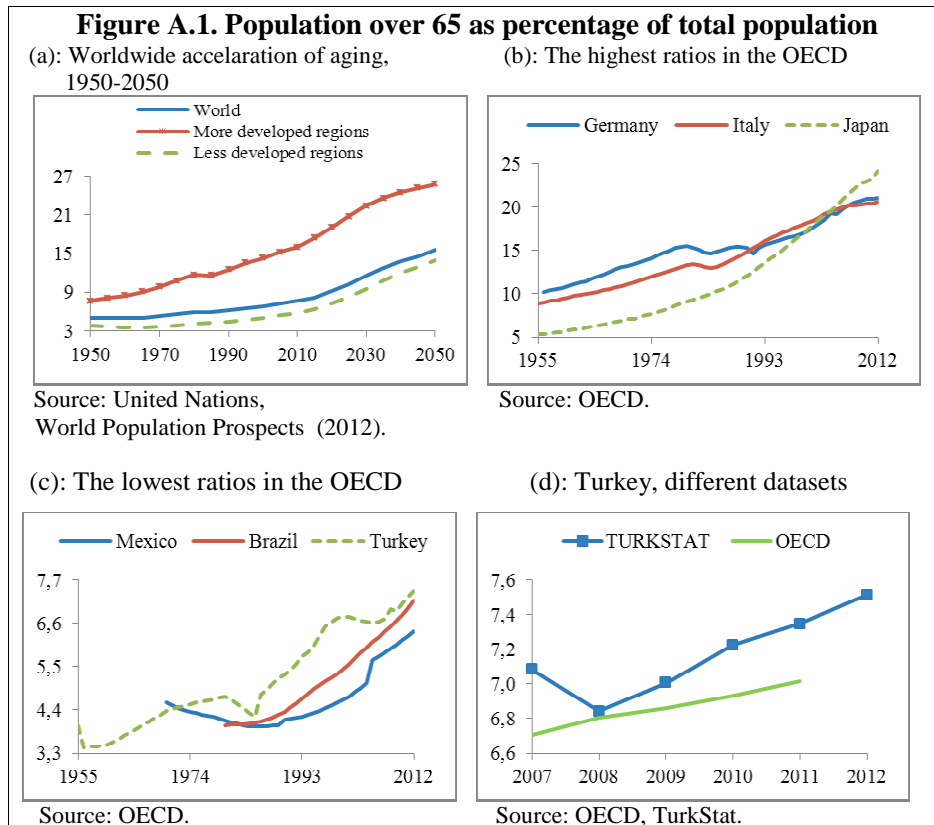 Figure A.1. Population over 65 as percentage of total population
(a): Worldwide accelaration of aging,
1950-2050
World
More developed regions
Less developed regions
27
21
15
9
3
1950 1970 1990 2010 2030 2050
Source: United Nations,
World Population Prospects (2012).
(b): The highest ratios in the OECD
Germany Italy Japan
25
20
15
10
5
1955 1974 1993 2012
Source: OECD.
(c): The lowest ratios in the OECD
Mexico Brazil Turkey
7,7
6,6
5,5
4,4
3,3
1955 1974 1993 2012
Source: OECD.
(d): Turkey, different datasets
TURKSTAT OECD
7,6
7,4
7,2
7,0
6,8
6,6
2007 2008 2009 2010 2011 2012
Source: OECD, TurkStat.